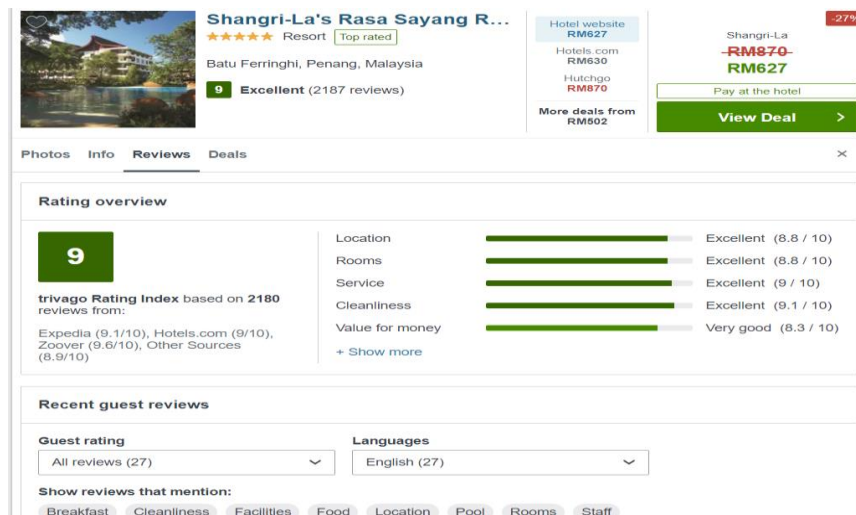 Shangri-La's Rasa Sayang R...
Resort Top rated
Batu Ferringhi, Penang, Malaysia
9 Excellent (2187 reviews)
Hotel website
RM627
Hotels.com
RM630
Hutchgo
RM870
More deals from
RM502
-27%
Shangri-La
RM870
RM627
Pay at the hotel
View Deal >
Photos Info Reviews Deals ×
Rating overview
9
trivago Rating Index based on 2180
reviews from:
Expedia (9.1/10), Hotels.com (9/10),
Zoover (9.6/10), Other Sources
(8.9/10)
Location Excellent (8.8 / 10)
Rooms Excellent (8.8 / 10)
Service Excellent (9 / 10)
Cleanliness Excellent (9.1 / 10)
Value for money Very good (8.3 / 10)
+ Show more
Recent guest reviews
Guest rating
All reviews (27)
Languages
English (27)
Show reviews that mention:
Breakfast Cleanliness Facilities Food Location Pool Rooms Staff